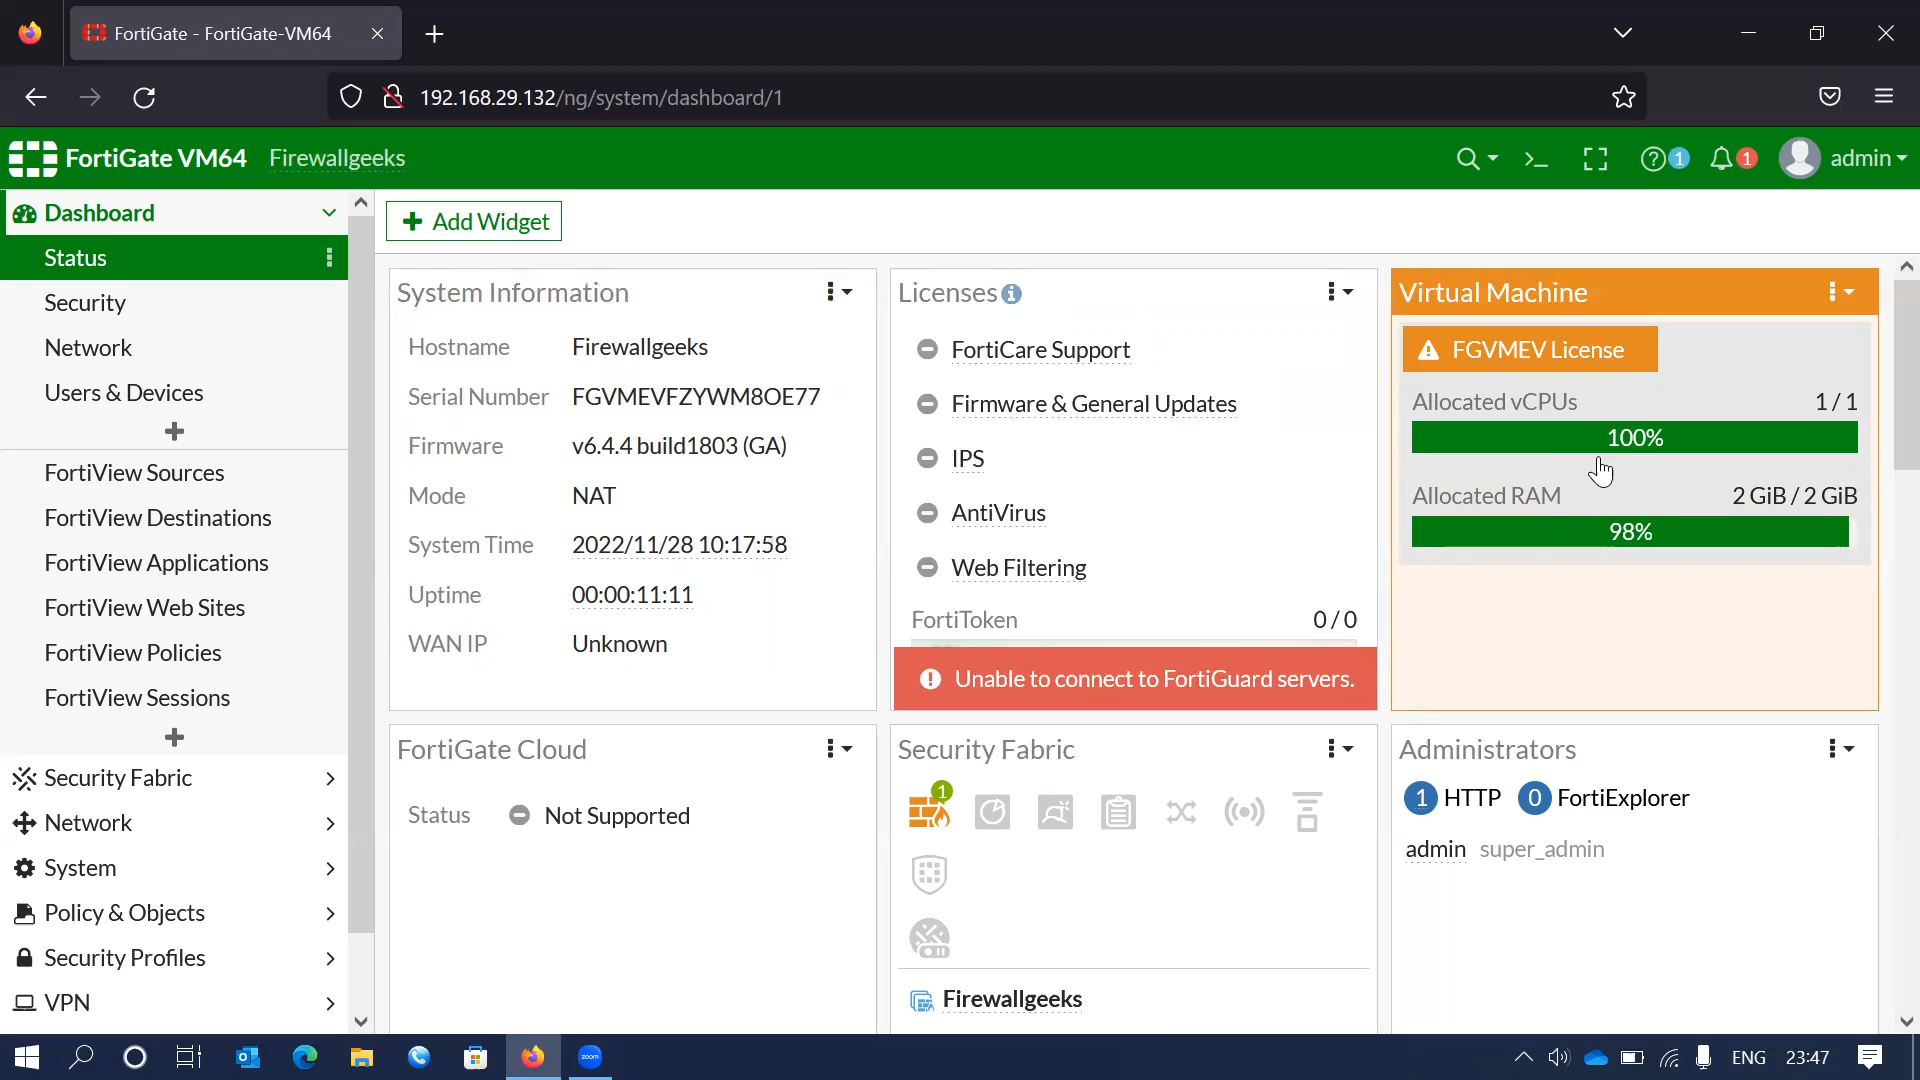 FortiGate - FortiGate-VM64
192.168.29.132/ng/system/dashboard/1
FortiGate VM64 Firewallgeeks
1
1
admin
Dashboard
Status
Security
Network
Users & Devices
FortiView Sources
FortiView Destinations
FortiView Applications
FortiView Web Sites
FortiView Policies
FortiView Sessions
Security Fabric
Network
System
Policy & Objects
Security Profiles
VPN
Add Widget
System Information
Hostname Firewallgeeks
Serial Number FGVMEVFZYWM8OE77
Firmware v6.4.4 build1803 (GA)
Mode NAT
System Time 2022/11/28 10:17:58
Uptime 00:00:11:11
WAN IP Unknown
Licenses
FortiCare Support
Firmware & General Updates
IPS
AntiVirus
Web Filtering
FortiToken 0 / 0
Unable to connect to FortiGuard servers.
Virtual Machine
FGVMEV License
Allocated vCPUs 1 / 1
100%
Allocated RAM 2 GiB / 2 GiB
98%
FortiGate Cloud
Status Not Supported
Security Fabric
1
Firewallgeeks
Administrators
1 HTTP 0 FortiExplorer
admin super_admin
zoom
ENG 23:47